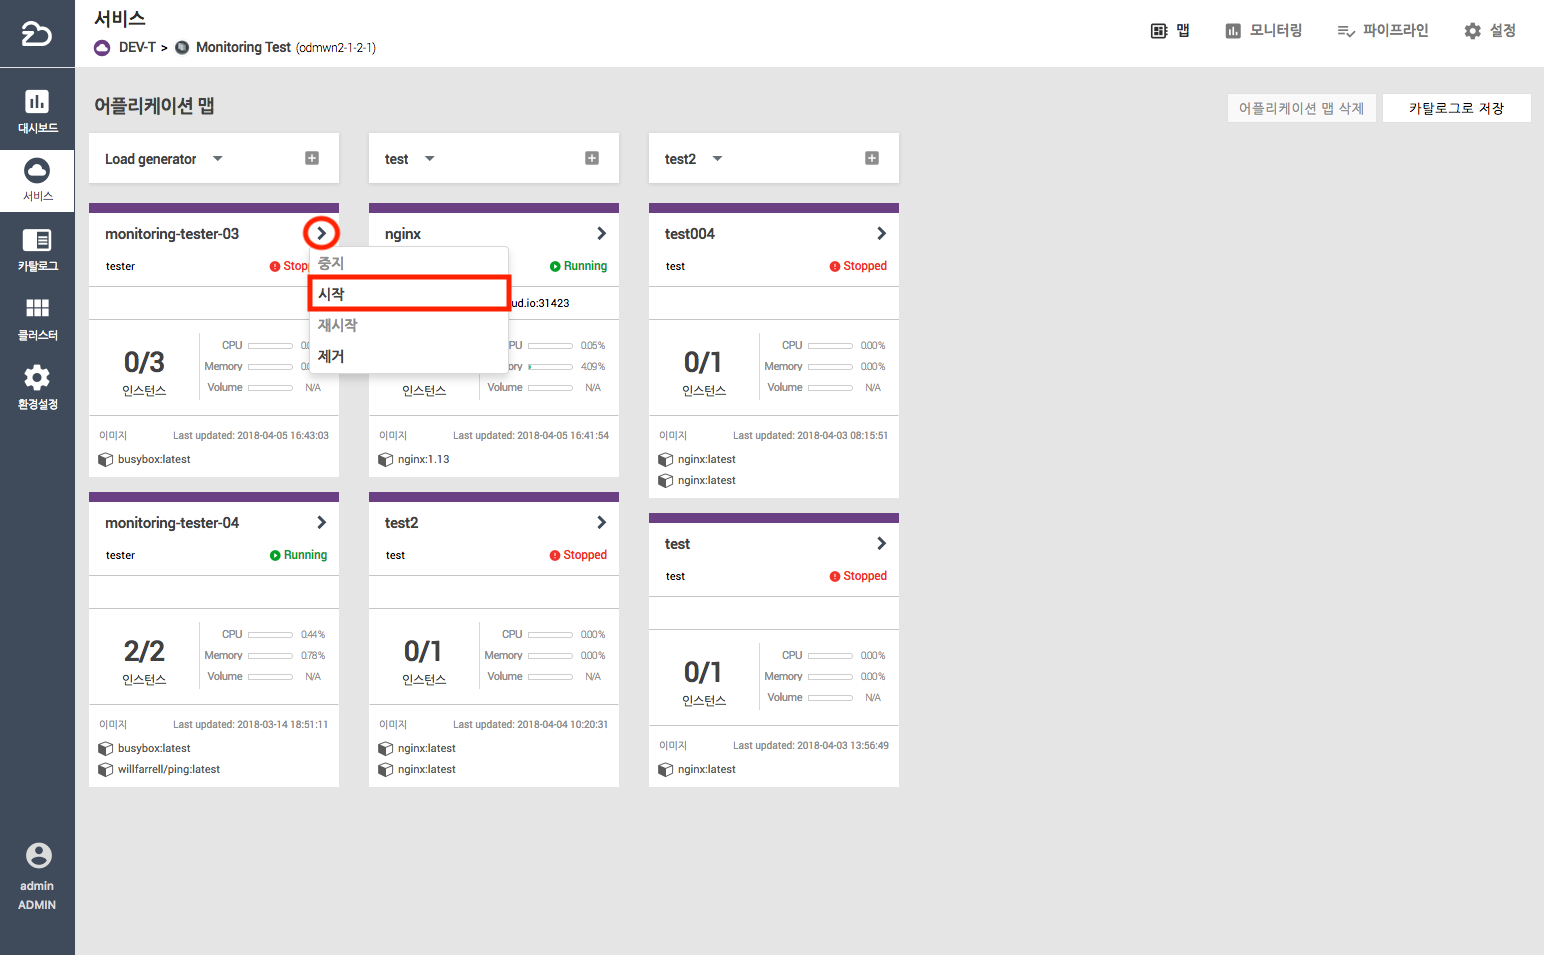 서비스
DEV-T > Monitoring Test (odmwn2-1-2-1)
맵
모니터링
파이프라인
설정
대시보드
서비스
카탈로그
클러스터
환경설정
admin
ADMIN
어플리케이션 맵
어플리케이션 맵 삭제
카탈로그로 저장
Load generator
test
test2
monitoring-tester-03
tester
중지
시작
재시작
제거
0/3
인스턴스
CPU
Memory
Volume N/A
이미지 Last updated: 2018-04-05 16:43:03
busybox:latest
nginx
Running
ud.io:31423
인스턴스
PU 0.05%
ory 4.09%
Volume N/A
이미지 Last updated: 2018-04-05 16:41:54
nginx:1.13
test004
test Stopped
0/1
인스턴스
CPU 0.00%
Memory 0.00%
Volume N/A
이미지 Last updated: 2018-04-03 08:15:51
nginx:latest
nginx:latest
monitoring-tester-04
tester Running
2/2
인스턴스
CPU 0.44%
Memory 0.78%
Volume N/A
이미지 Last updated: 2018-03-14 18:51:11
busybox:latest
willfarrell/ping:latest
test2
test Stopped
0/1
인스턴스
CPU 0.00%
Memory 0.00%
Volume N/A
이미지 Last updated: 2018-04-04 10:20:31
nginx:latest
nginx:latest
test
test Stopped
0/1
인스턴스
CPU 0.00%
Memory 0.00%
Volume N/A
이미지 Last updated: 2018-04-03 13:56:49
nginx:latest